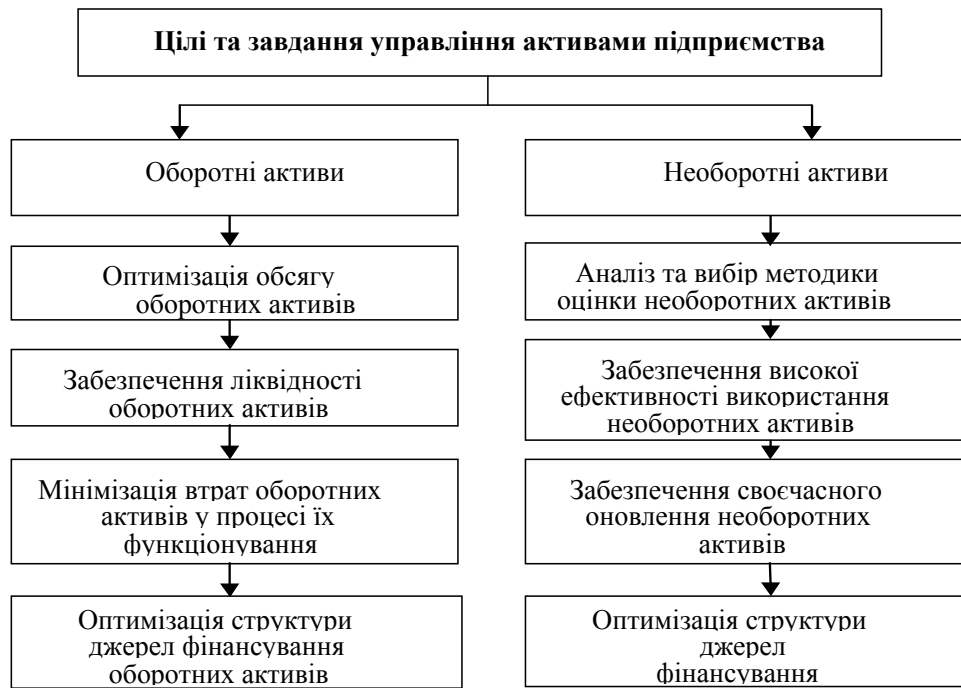 Цілі та завдання управління активами підприємства
Оборотні активи
Оптимізація обсягу
оборотних активів
Забезпечення ліквідності
оборотних активів
Мінімізація втрат оборотних
активів у процесі їх
функціонування
Оптимізація структури
джерел фінансування
оборотних активів
Необоротні активи
Аналіз та вибір методики
оцінки необоротних активів
Забезпечення високої
ефективності використання
необоротних активів
Забезпечення своєчасного
оновлення необоротних
активів
Оптимізація структури
джерел
фінансування